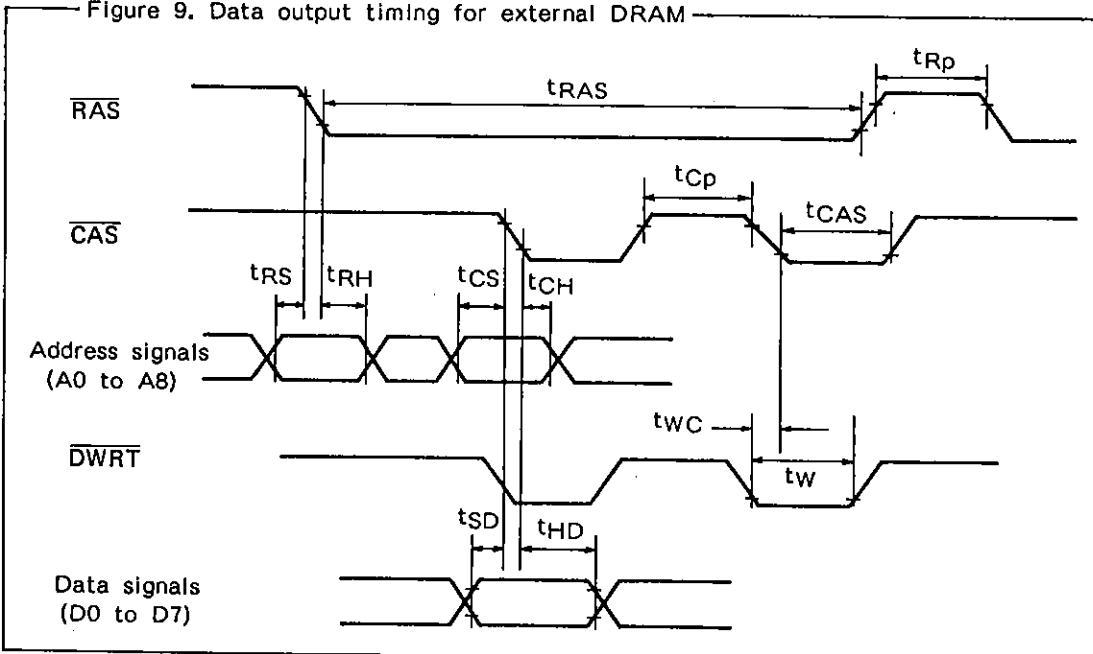 Figure 9. Data output timing for external DRAM
tRp
tRAS
RAS
tCp
tCAS
CAS
tRS tRH tCS tCH
Address signals
(A0 to A8)
tWC
DWRT
tW
tSD tHD
Data signals
(D0 to D7)